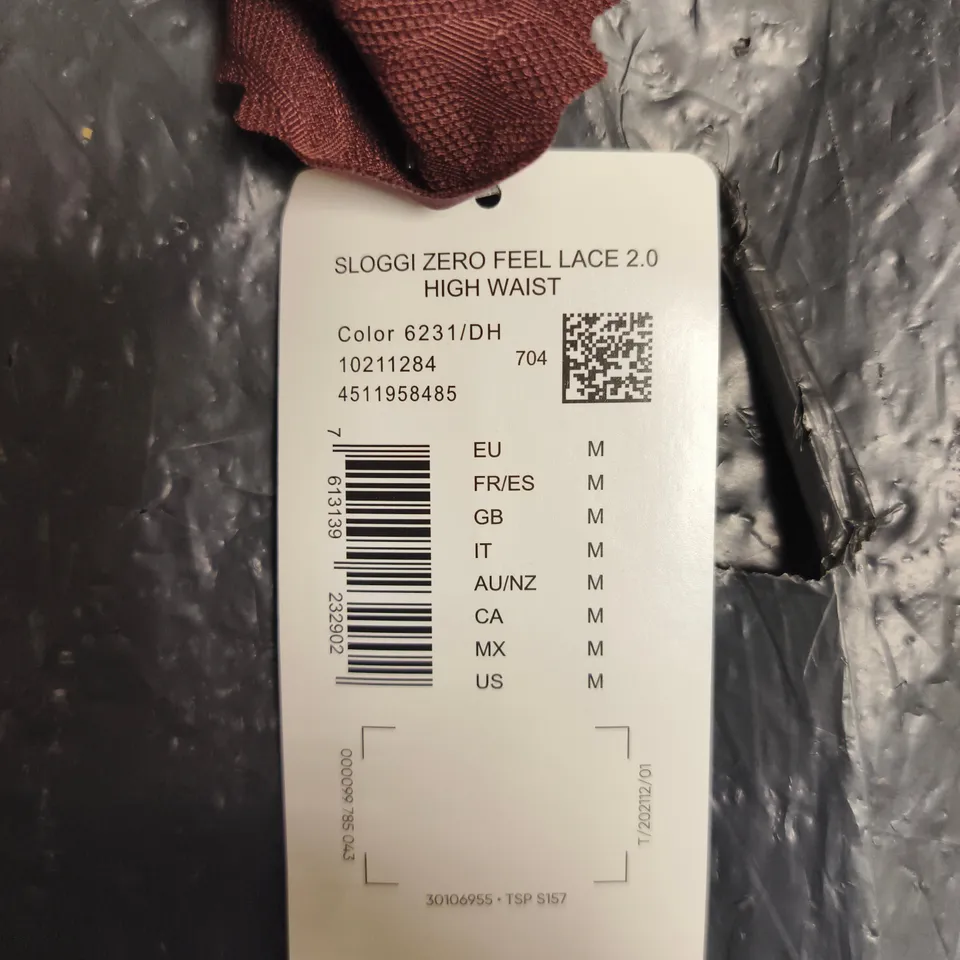 SLOGGI ZERO FEEL LACE 2.0
HIGH WAIST
Color 6231/DH
10211284 704
4511958485
7 613139 232902
EU M
FR/ES M
GB M
IT M
AU/NZ M
CA M
MX M
US M
000099 785 043
T/202112/01
30106955 • TSP S157